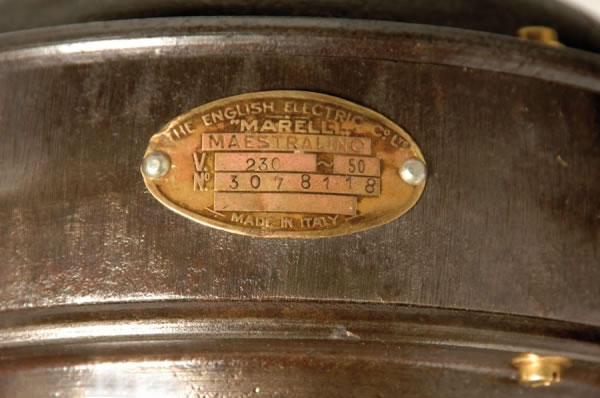 THE ENGLISH ELECTRIC Co LTD
"MARELLI"
MAESTRALINO
V. 230 ~ 50
No 3078118
MADE IN ITALY